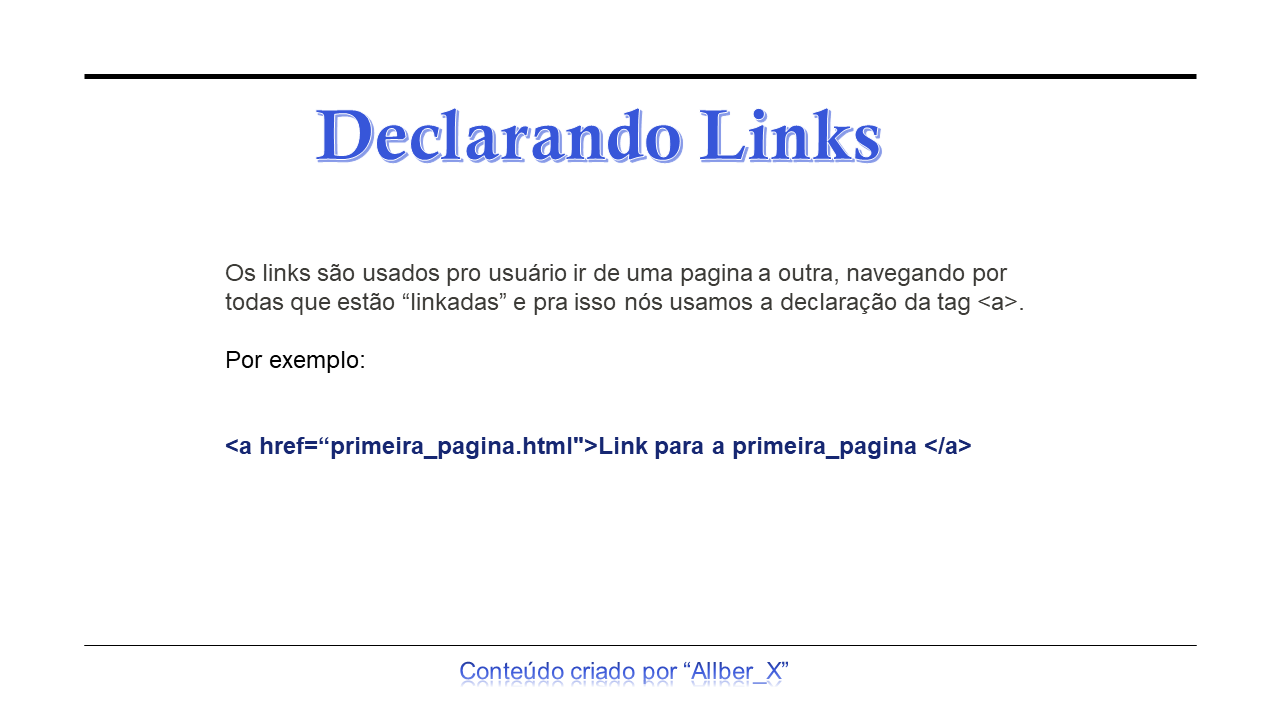 Declarando Links
Os links são usados pro usuário ir de uma pagina a outra, navegando por
todas que estão “linkadas” e pra isso nós usamos a declaração da tag <a>.
Por exemplo:
<a href=“primeira_pagina.html">Link para a primeira_pagina </a>
Conteúdo criado por “Allber_X”